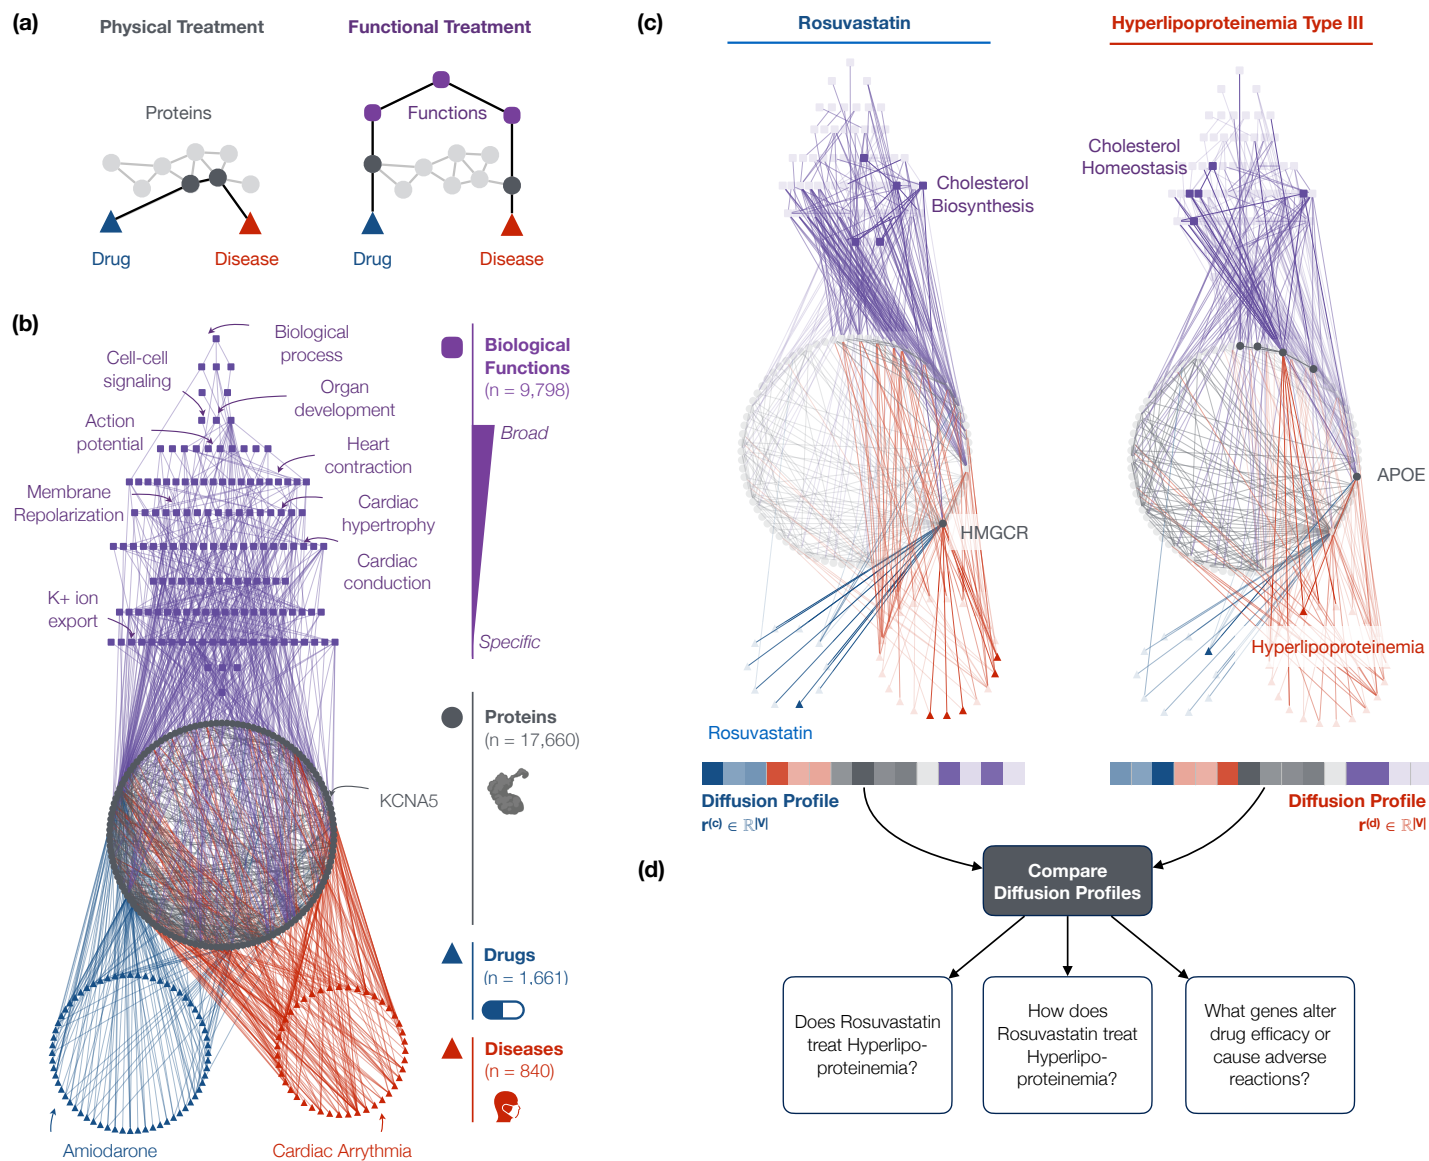 (a)
Physical Treatment
Functional Treatment
Proteins
Functions
Drug
Disease
Drug
Disease
(b)
Biological
process
Cell-cell
signaling
Organ
development
Action
potential
Heart
contraction
Membrane
Repolarization
Cardiac
hypertrophy
Cardiac
conduction
K+ ion
export
KCNA5
Amiodarone
Cardiac Arrythmia
Biological
Functions
(n = 9,798)
Broad
Specific
Proteins
(n = 17,660)
Drugs
(n = 1,661)
Diseases
(n = 840)
(c)
Rosuvastatin
Hyperlipoproteinemia Type III
Cholesterol
Biosynthesis
Cholesterol
Homeostasis
HMGCR
APOE
Hyperlipoproteinemia
Rosuvastatin
Diffusion Profile
r(c) ∈ ℝ|V|
Diffusion Profile
r(d) ∈ ℝ|V|
(d)
Compare
Diffusion Profiles
Does Rosuvastatin
treat Hyperlipo-
proteinemia?
How does
Rosuvastatin treat
Hyperlipo-
proteinemia?
What genes alter
drug efficacy or
cause adverse
reactions?